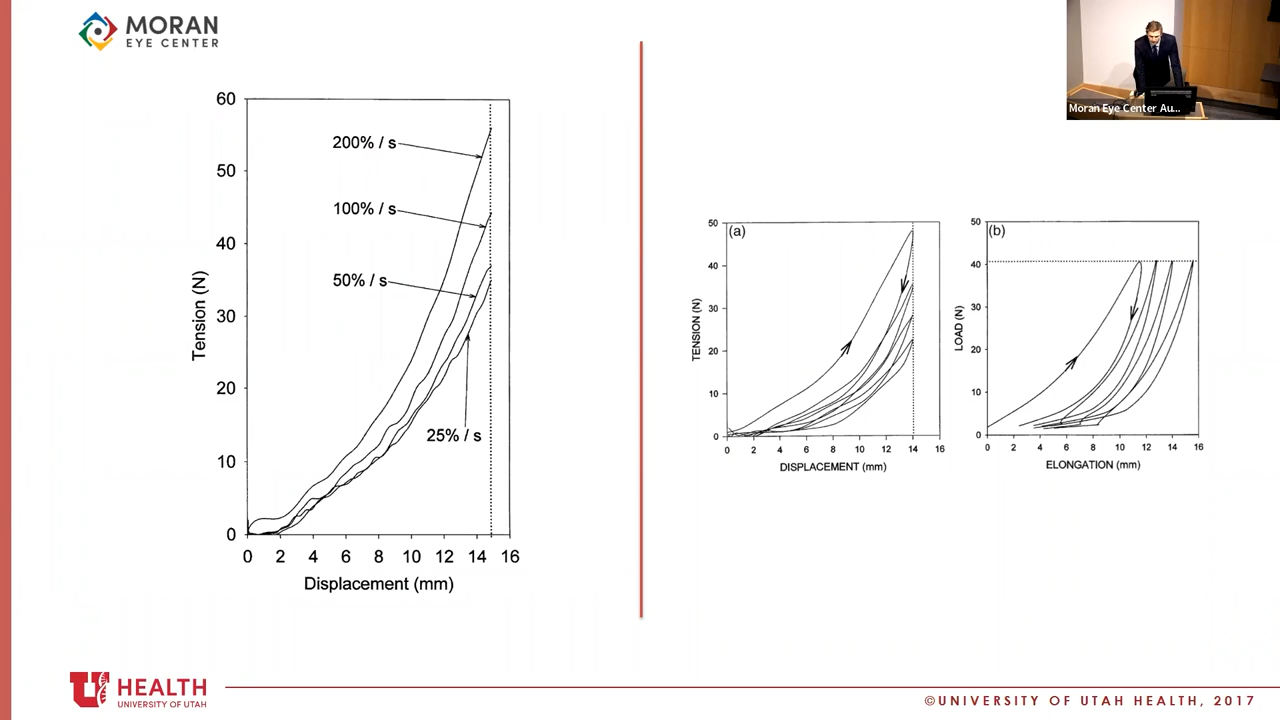 MORAN
EYE CENTER
Moran Eye Center Au...
60
50
40
30
20
10
0
Tension (N)
200% / s
100% / s
50% / s
25% / s
0 2 4 6 8 10 12 14 16
Displacement (mm)
(a)
50
40
30
20
10
0
TENSION (N)
0 2 4 6 8 10 12 14 16
DISPLACEMENT (mm)
(b)
50
40
30
20
10
0
LOAD (N)
0 2 4 6 8 10 12 14 16
ELONGATION (mm)
U HEALTH
UNIVERSITY OF UTAH
©UNIVERSITY OF UTAH HEALTH, 2017